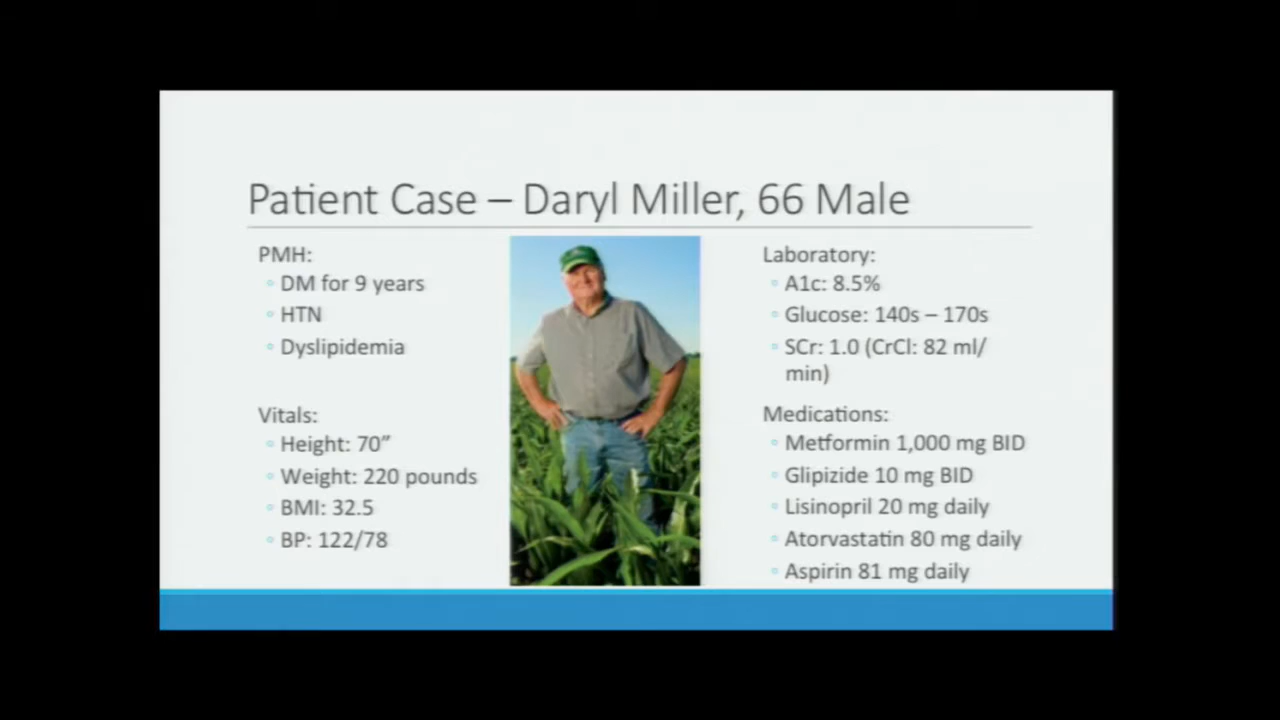 Patient Case – Daryl Miller, 66 Male
PMH:
DM for 9 years
HTN
Dyslipidemia
Vitals:
Height: 70”
Weight: 220 pounds
BMI: 32.5
BP: 122/78
Laboratory:
A1c: 8.5%
Glucose: 140s – 170s
SCr: 1.0 (CrCl: 82 ml/
min)
Medications:
Metformin 1,000 mg BID
Glipizide 10 mg BID
Lisinopril 20 mg daily
Atorvastatin 80 mg daily
Aspirin 81 mg daily